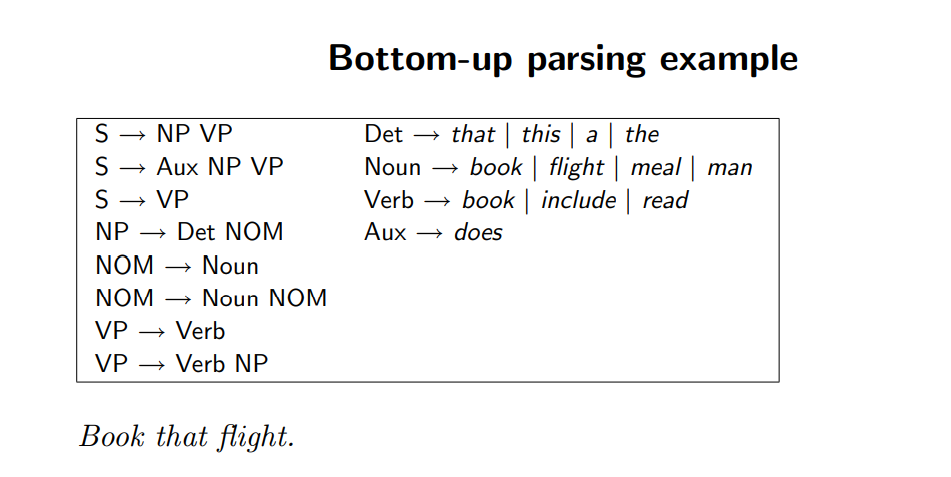 Bottom-up parsing example
S → NP VP Det → that | this | a | the
S → Aux NP VP Noun → book | flight | meal | man
S → VP Verb → book | include | read
NP → Det NOM Aux → does
NOM → Noun
NOM → Noun NOM
VP → Verb
VP → Verb NP
Book that flight.